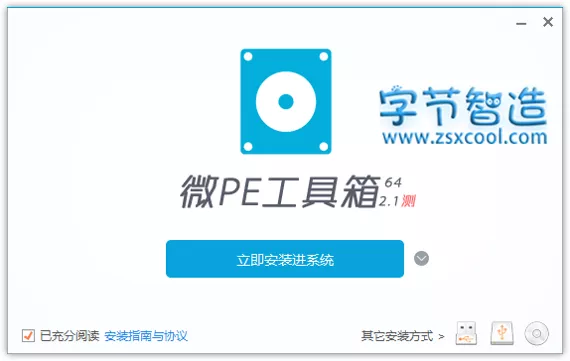 字节智造
www.zsxcool.com
微PE工具箱 64
2.1测
立即安装进系统
已充分阅读 安装指南与协议
其它安装方式 >